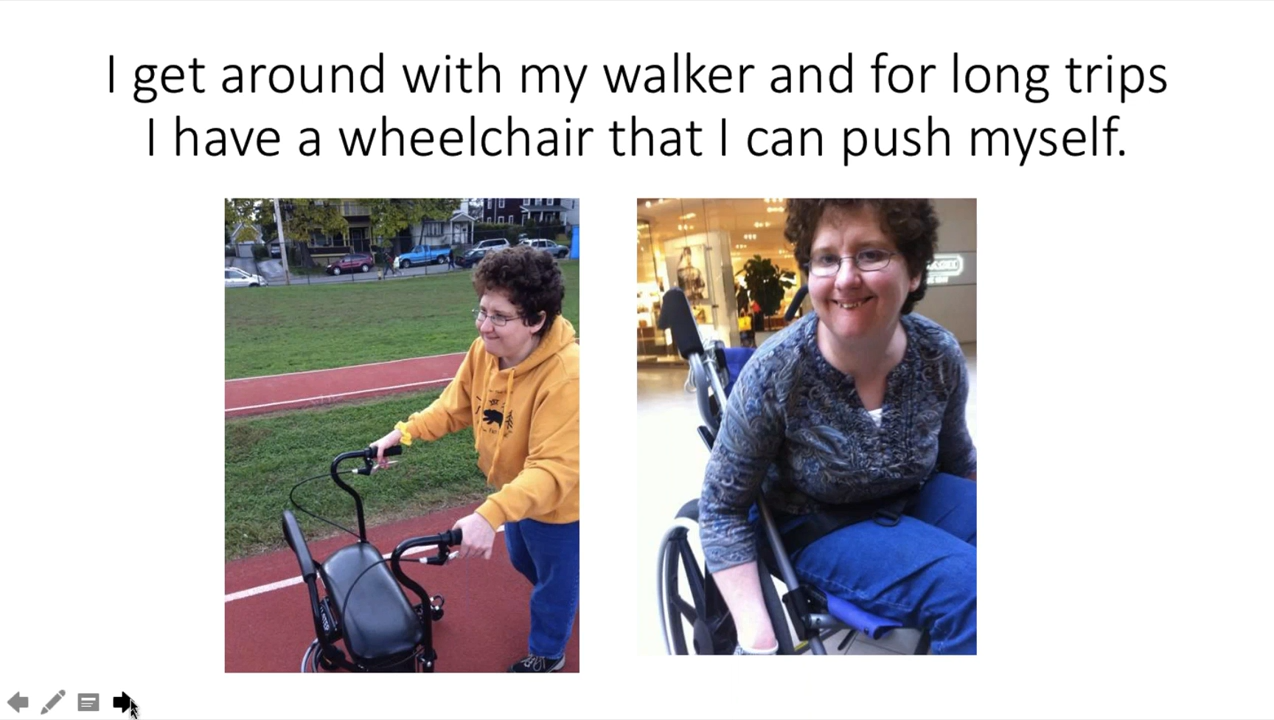 I get around with my walker and for long trips
I have a wheelchair that I can push myself.